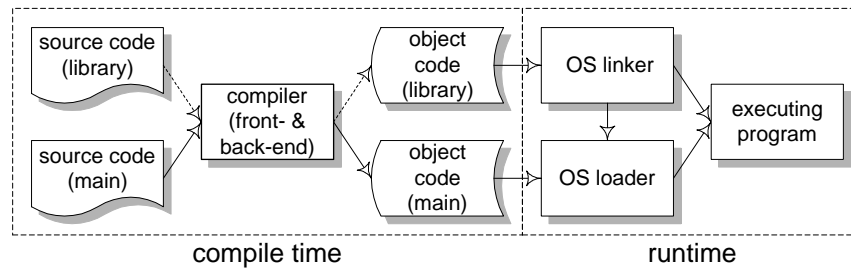 source code
(library)
source code
(main)
compiler
(front- &
back-end)
object
code
(library)
object
code
(main)
OS linker
OS loader
executing
program
compile time
runtime